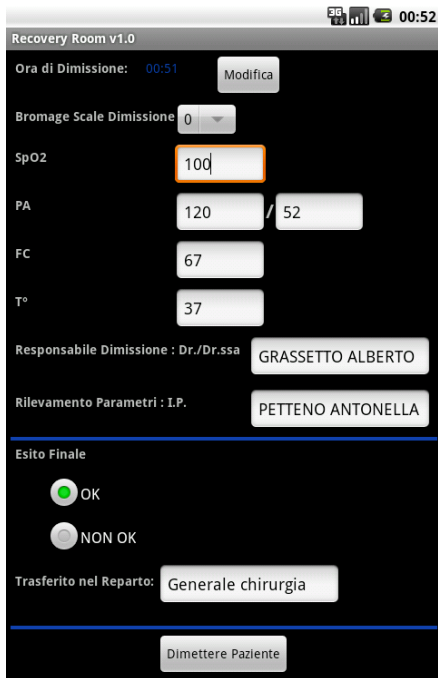 3G 00:52
Recovery Room v1.0
Ora di Dimissione: 00:51 Modifica
Bromage Scale Dimissione 0
SpO2 100
PA 120 / 52
FC 67
T° 37
Responsabile Dimissione : Dr./Dr.ssa GRASSETTO ALBERTO
Rilevamento Parametri : I.P. PETTENO ANTONELLA
Esito Finale
OK
NON OK
Trasferito nel Reparto: Generale chirurgia
Dimettere Paziente